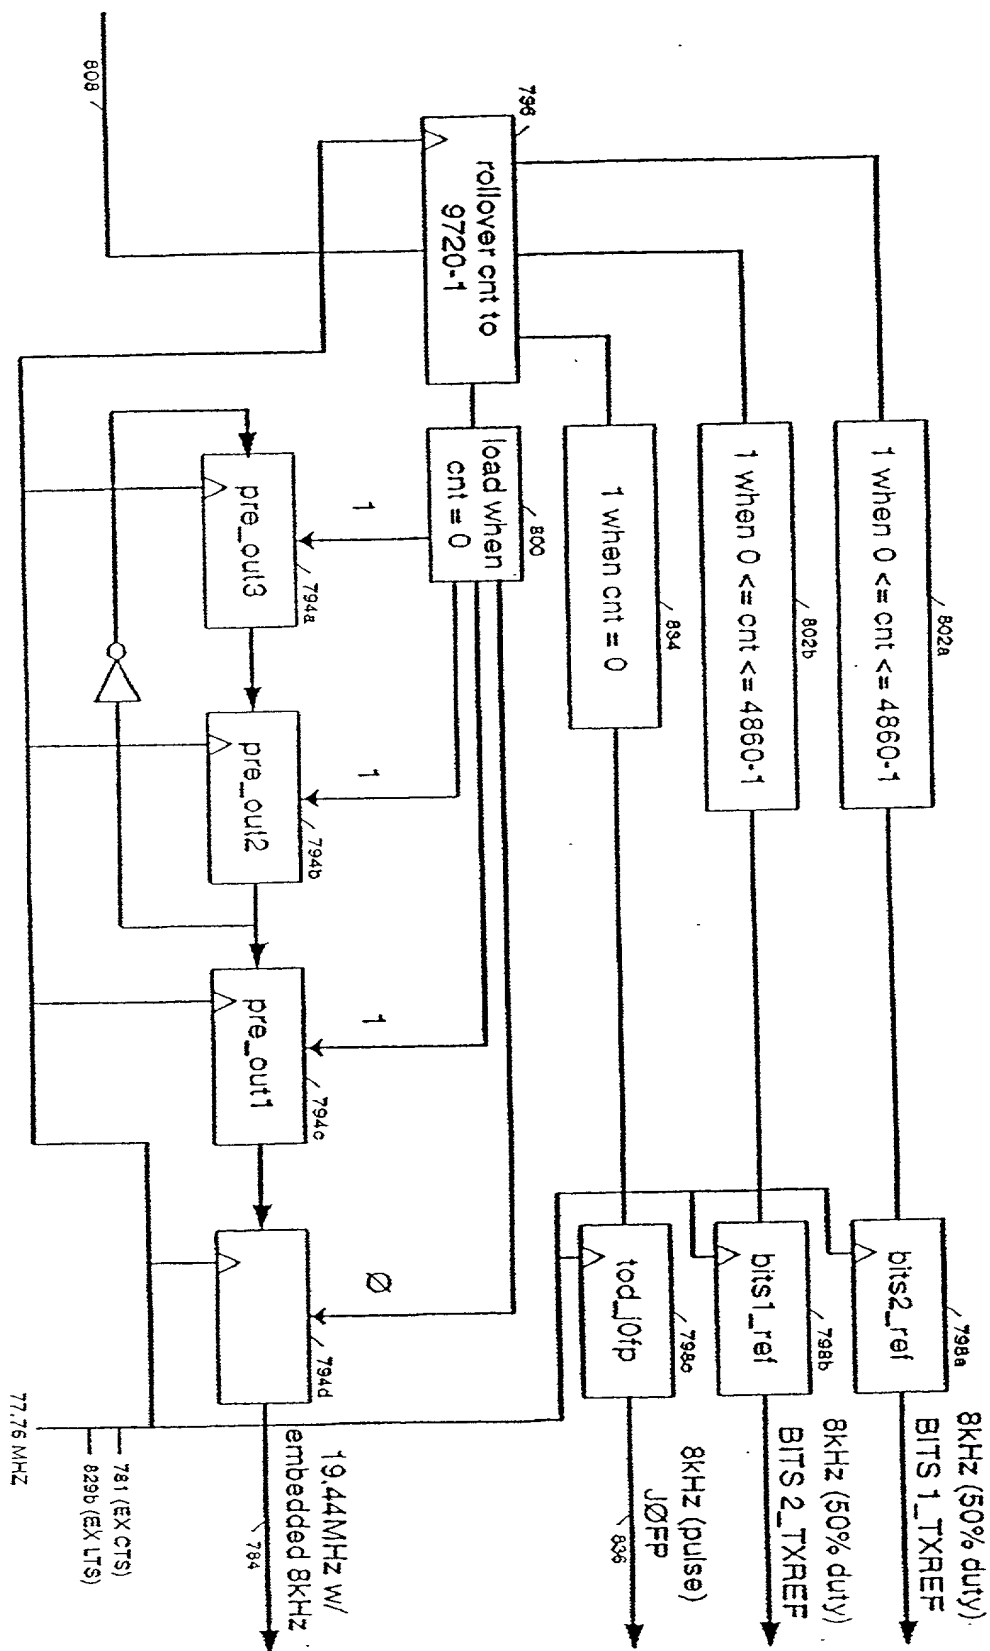 802a
1 when 0 <= cnt <= 4860-1
bits2_ref
798a
8kHz (50% duty)
BITS 1_TXREF
802b
1 when 0 <= cnt <= 4860-1
bits1_ref
798b
8kHz (50% duty)
BITS 2_TXREF
796
rollover cnt to
9720-1
834
1 when cnt = 0
tod_j0fp
798c
8kHz (pulse)
JØFP
836
800
load when
cnt = 0
1
1
1
Ø
pre_out3
794a
pre_out2
794b
pre_out1
794c
794d
19.44MHz w/
embedded 8kHz
784
808
781 (EX CTS)
829b (EX LTS)
77.76 MHZ